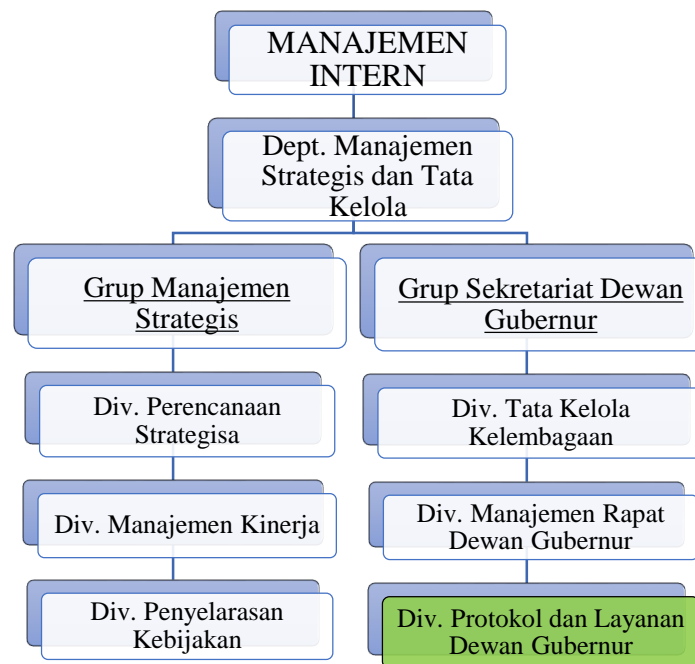 MANAJEMEN
INTERN
Dept. Manajemen
Strategis dan Tata
Kelola
Grup Manajemen
Strategis
Div. Perencanaan
Strategisa
Div. Manajemen Kinerja
Div. Penyelarasan
Kebijakan
Grup Sekretariat Dewan
Gubernur
Div. Tata Kelola
Kelembagaan
Div. Manajemen Rapat
Dewan Gubernur
Div. Protokol dan Layanan
Dewan Gubernur